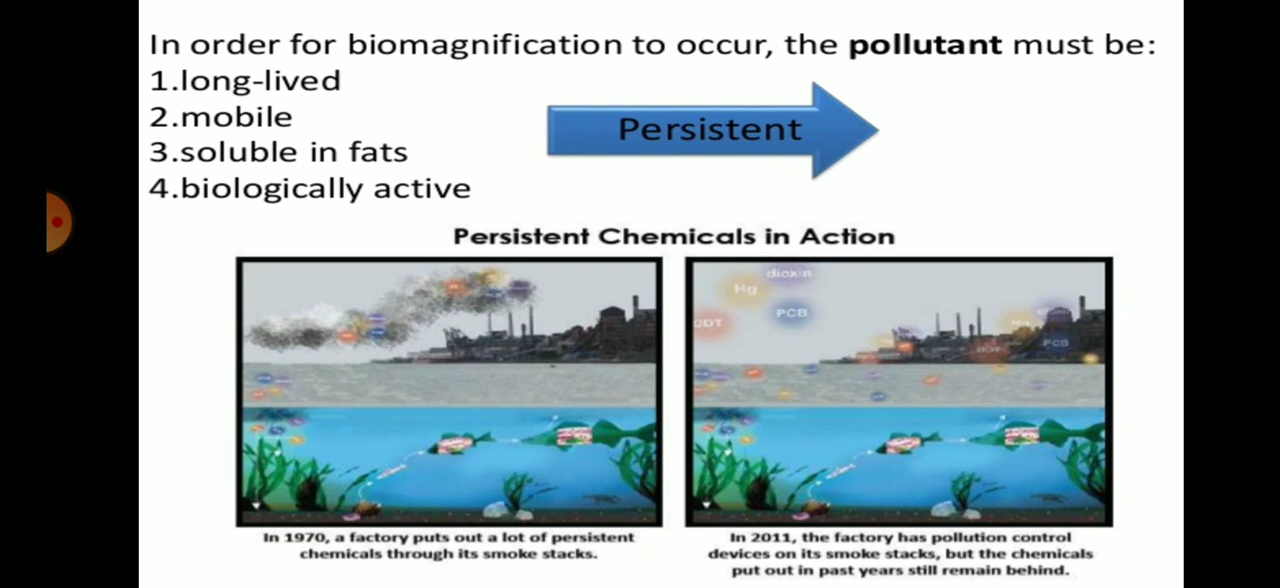 In order for biomagnification to occur, the pollutant must be:
1.long-lived
2.mobile
3.soluble in fats
4.biologically active
Persistent
Persistent Chemicals in Action
dioxin
Hg
PCB
DDT
Hg
PCB
In 1970, a factory puts out a lot of persistent
chemicals through its smoke stacks.
In 2011, the factory has pollution control
devices on its smoke stacks, but the chemicals
put out in past years still remain behind.